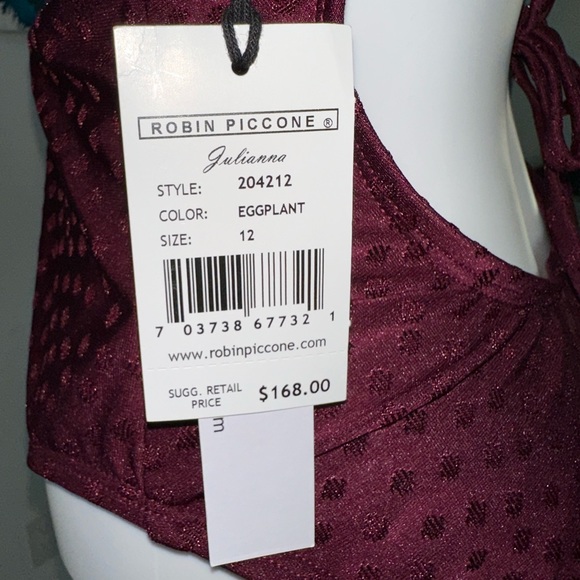 ROBIN PICCONE ®
Julianna
STYLE: 204212
COLOR: EGGPLANT
SIZE: 12
7 03738 67732 1
www.robinpiccone.com
SUGG. RETAIL PRICE $168.00
m